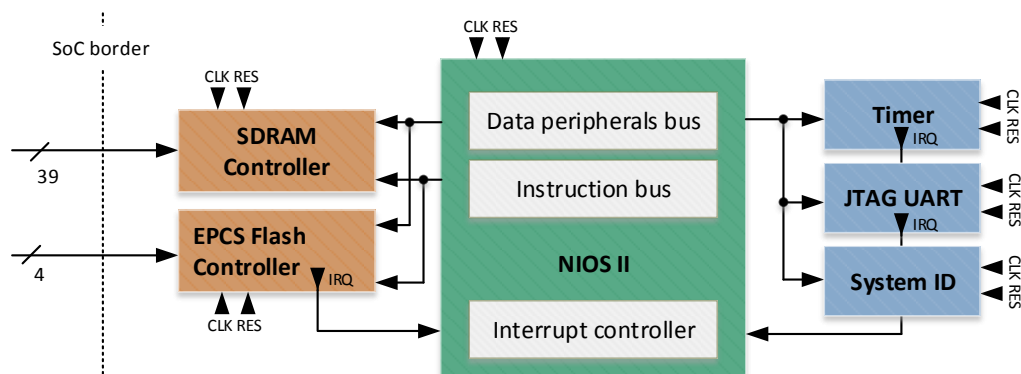 SoC border
CLK RES
CLK RES
SDRAM
Controller
39
EPCS Flash
Controller
IRQ
4
CLK RES
Data peripherals bus
Instruction bus
NIOS II
Interrupt controller
Timer
IRQ
CLK RES
JTAG UART
IRQ
CLK RES
System ID
CLK RES